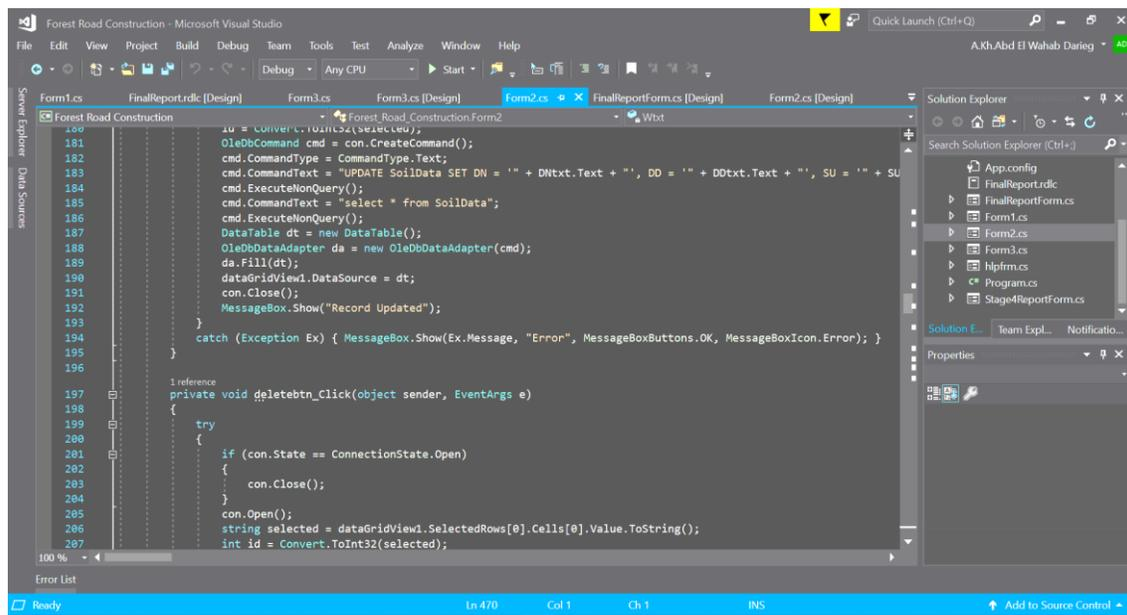 Forest Road Construction - Microsoft Visual Studio
Quick Launch (Ctrl+Q)
File Edit View Project Build Debug Team Tools Test Analyze Window Help
A.Kh.Abd El Wahab Darieg
AD
Debug Any CPU Start
Server Explorer
Data Sources
Form1.cs FinalReport.rdlc [Design] Form3.cs Form3.cs [Design] Form2.cs FinalReportForm.cs [Design] Form2.cs [Design]
Forest Road Construction Forest_Road_Construction.Form2 Wtxt
180 id = Convert.ToInt32(selected);
181 OleDbCommand cmd = con.CreateCommand();
182 cmd.CommandType = CommandType.Text;
183 cmd.CommandText = "UPDATE SoilData SET DN = '" + DNtxt.Text + "', DD = '" + DDtxt.Text + "', SU = '" + SU
184 cmd.ExecuteNonQuery();
185 cmd.CommandText = "select * from SoilData";
186 cmd.ExecuteNonQuery();
187 DataTable dt = new DataTable();
188 OleDbDataAdapter da = new OleDbDataAdapter(cmd);
189 da.Fill(dt);
190 dataGridView1.DataSource = dt;
191 con.Close();
192 MessageBox.Show("Record Updated");
193 }
194 catch (Exception Ex) { MessageBox.Show(Ex.Message, "Error", MessageBoxButtons.OK, MessageBoxIcon.Error); }
195 }
196
1 reference
197 private void deletebtn_Click(object sender, EventArgs e)
198 {
199 try
200 {
201 if (con.State == ConnectionState.Open)
202 {
203 con.Close();
204 }
205 con.Open();
206 string selected = dataGridView1.SelectedRows[0].Cells[0].Value.ToString();
207 int id = Convert.ToInt32(selected);
100 %
Solution Explorer
Search Solution Explorer (Ctrl+;)
App.config
FinalReport.rdlc
FinalReportForm.cs
Form1.cs
Form2.cs
Form3.cs
hlpfrm.cs
C# Program.cs
Stage4ReportForm.cs
Solution E... Team Expl... Notificatio...
Properties
Error List
Ready Ln 470 Col 1 Ch 1 INS Add to Source Control